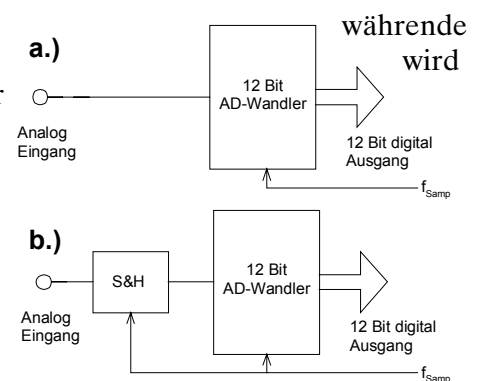 währende
wird
r
a.)
12 Bit
AD-Wandler
Analog
Eingang
12 Bit digital
Ausgang
fSamp
b.)
S&H
12 Bit
AD-Wandler
Analog
Eingang
12 Bit digital
Ausgang
fSamp